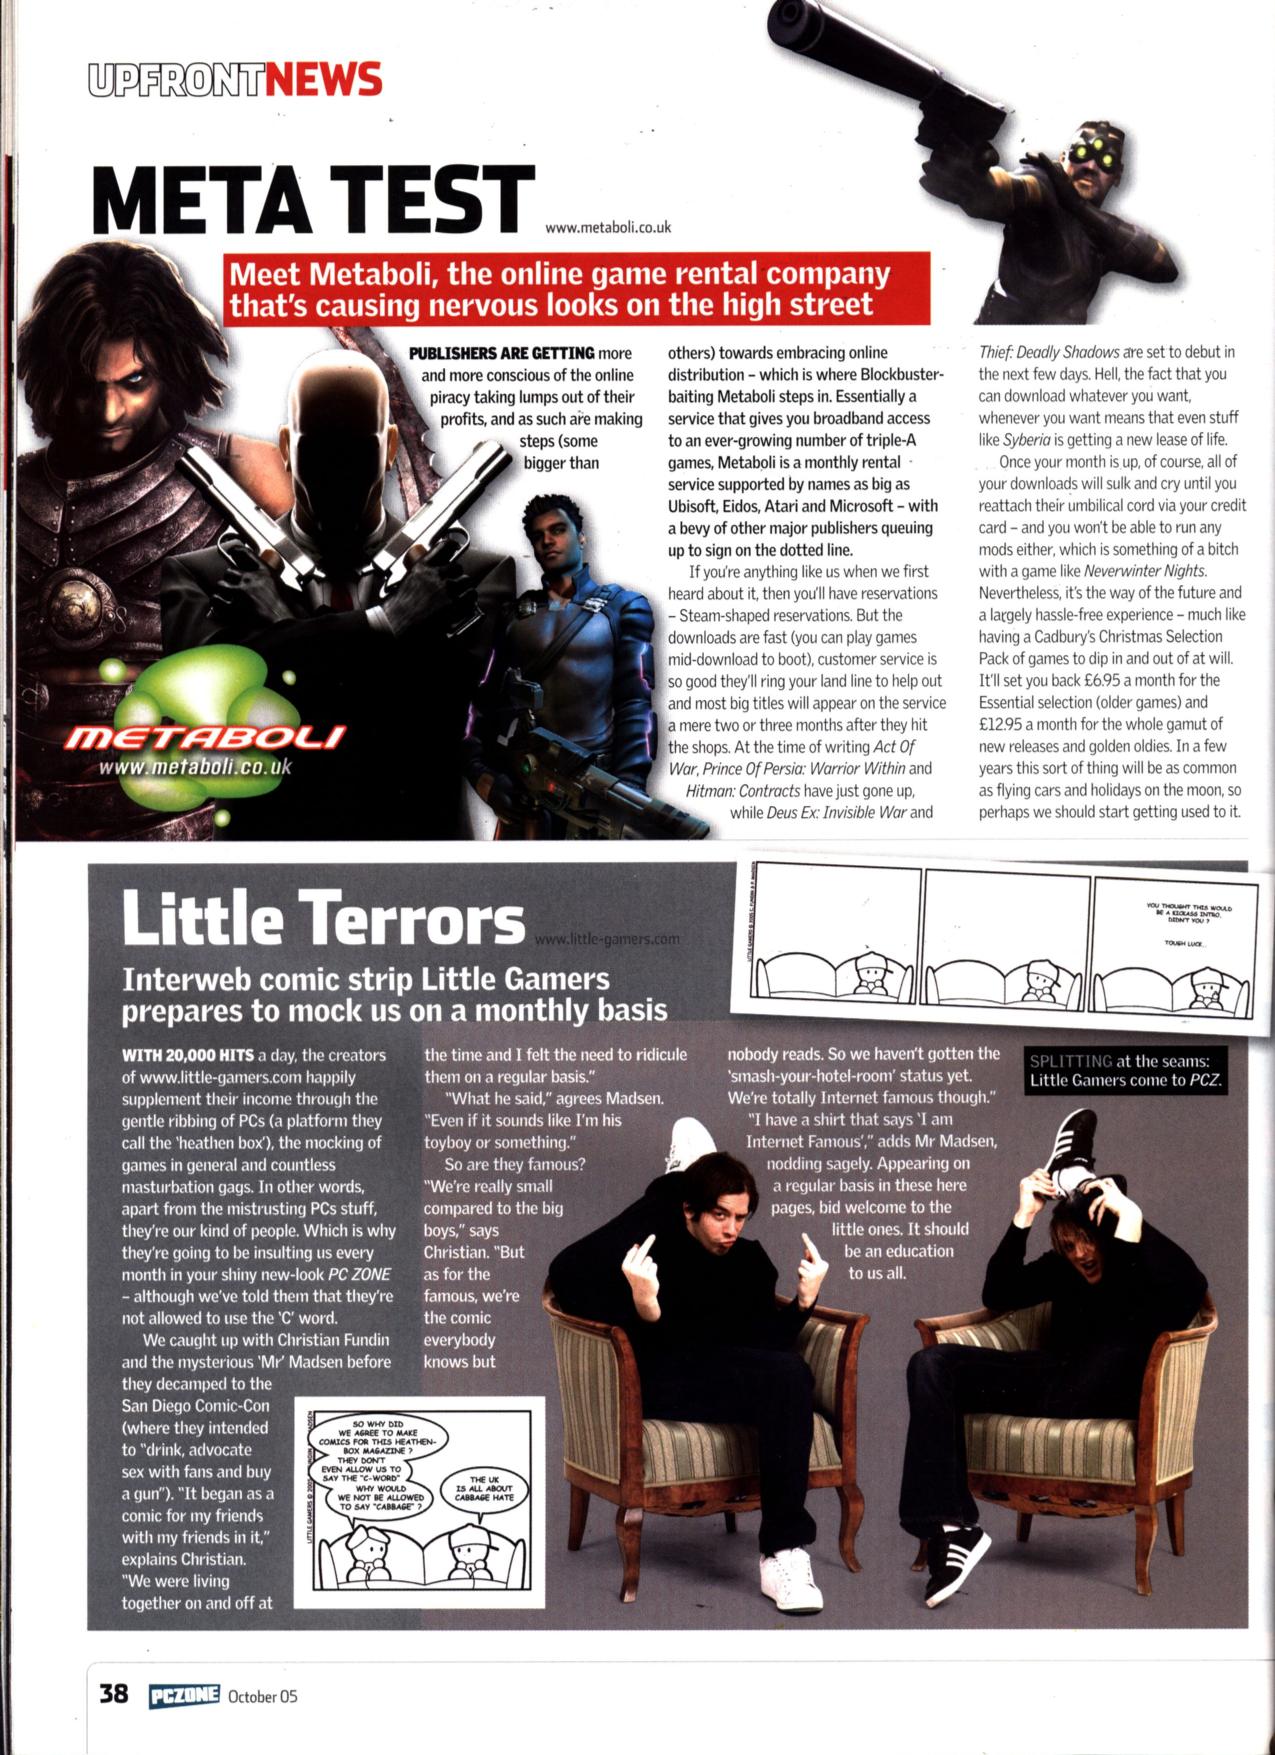 UPFRONTNEWS
META TEST
www.metaboli.co.uk
Meet Metaboli, the online game rental company
that's causing nervous looks on the high street
PUBLISHERS ARE GETTING more
and more conscious of the online
piracy taking lumps out of their
profits, and as such are making
steps (some
bigger than
others) towards embracing online
distribution – which is where Blockbuster-
baiting Metaboli steps in. Essentially a
service that gives you broadband access
to an ever-growing number of triple-A
games, Metaboli is a monthly rental
service supported by names as big as
Ubisoft, Eidos, Atari and Microsoft – with
a bevy of other major publishers queuing
up to sign on the dotted line.
If you're anything like us when we first
heard about it, then you'll have reservations
– Steam-shaped reservations. But the
downloads are fast (you can play games
mid-download to boot), customer service is
so good they'll ring your land line to help out
and most big titles will appear on the service
a mere two or three months after they hit
the shops. At the time of writing Act Of
War, Prince Of Persia: Warrior Within and
Hitman: Contracts have just gone up,
while Deus Ex: Invisible War and
Thief: Deadly Shadows are set to debut in
the next few days. Hell, the fact that you
can download whatever you want,
whenever you want means that even stuff
like Syberia is getting a new lease of life.
Once your month is up, of course, all of
your downloads will sulk and cry until you
reattach their umbilical cord via your credit
card – and you won't be able to run any
mods either, which is something of a bitch
with a game like Neverwinter Nights.
Nevertheless, it's the way of the future and
a largely hassle-free experience – much like
having a Cadbury's Christmas Selection
Pack of games to dip in and out of at will.
It'll set you back £6.95 a month for the
Essential selection (older games) and
£12.95 a month for the whole gamut of
new releases and golden oldies. In a few
years this sort of thing will be as common
as flying cars and holidays on the moon, so
perhaps we should start getting used to it.
METABOLI
www.metaboli.co.uk
Little Terrors
www.little-gamers.com
Interweb comic strip Little Gamers
prepares to mock us on a monthly basis
YOU THOUGHT THIS WOULD
BE A KICKASS INTRO,
DIDN'T YOU ?
TOUGH LUCK...
WITH 20,000 HITS a day, the creators
of www.little-gamers.com happily
supplement their income through the
gentle ribbing of PCs (a platform they
call the 'heathen box'), the mocking of
games in general and countless
masturbation gags. In other words,
apart from the mistrusting PCs stuff,
they're our kind of people. Which is why
they're going to be insulting us every
month in your shiny new-look PC ZONE
– although we've told them that they're
not allowed to use the 'C' word.
We caught up with Christian Fundin
and the mysterious 'Mr' Madsen before
they decamped to the
San Diego Comic-Con
(where they intended
to "drink, advocate
sex with fans and buy
a gun"). "It began as a
comic for my friends
with my friends in it,"
explains Christian.
"We were living
together on and off at
the time and I felt the need to ridicule
them on a regular basis."
"What he said," agrees Madsen.
"Even if it sounds like I'm his
toyboy or something."
So are they famous?
"We're really small
compared to the big
boys," says
Christian. "But
as for the
famous, we're
the comic
everybody
knows but
nobody reads. So we haven't gotten the
'smash-your-hotel-room' status yet.
We're totally Internet famous though."
"I have a shirt that says 'I am
Internet Famous'," adds Mr Madsen,
nodding sagely. Appearing on
a regular basis in these here
pages, bid welcome to the
little ones. It should
be an education
to us all.
SPLITTING at the seams:
Little Gamers come to PCZ.
SO WHY DID
WE AGREE TO MAKE
COMICS FOR THIS HEATHEN-
BOX MAGAZINE ?
THEY DON'T
EVEN ALLOW US TO
SAY THE "C-WORD"
WHY WOULD
WE NOT BE ALLOWED
TO SAY "CABBAGE" ?
THE UK
IS ALL ABOUT
CABBAGE HATE
38 PCZONE October 05